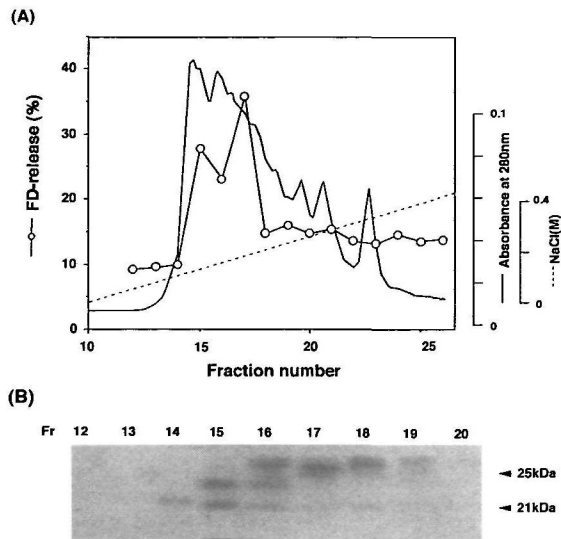 (A)
FD-release (%)
40
30
20
10
0
10
15
20
25
Fraction number
0.1
0
Absorbance at 280nm
0.4
0
NaCl(M)
(B)
Fr 12 13 14 15 16 17 18 19 20
25kDa
21kDa